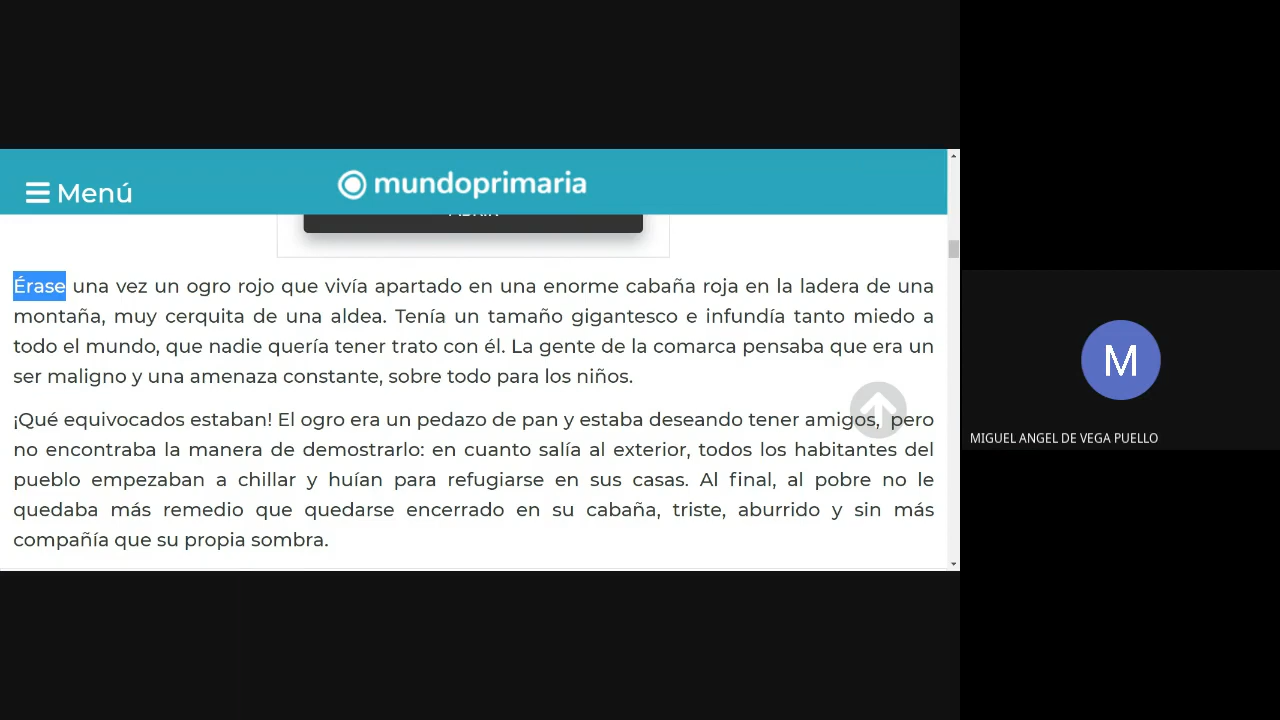 Menú
mundoprimaria
Érase una vez un ogro rojo que vivía apartado en una enorme cabaña roja en la ladera de una
montaña, muy cerquita de una aldea. Tenía un tamaño gigantesco e infundía tanto miedo a
todo el mundo, que nadie quería tener trato con él. La gente de la comarca pensaba que era un
ser maligno y una amenaza constante, sobre todo para los niños.
¡Qué equivocados estaban! El ogro era un pedazo de pan y estaba deseando tener amigos, pero
no encontraba la manera de demostrarlo: en cuanto salía al exterior, todos los habitantes del
pueblo empezaban a chillar y huían para refugiarse en sus casas. Al final, al pobre no le
quedaba más remedio que quedarse encerrado en su cabaña, triste, aburrido y sin más
compañía que su propia sombra.
M
MIGUEL ANGEL DE VEGA PUELLO